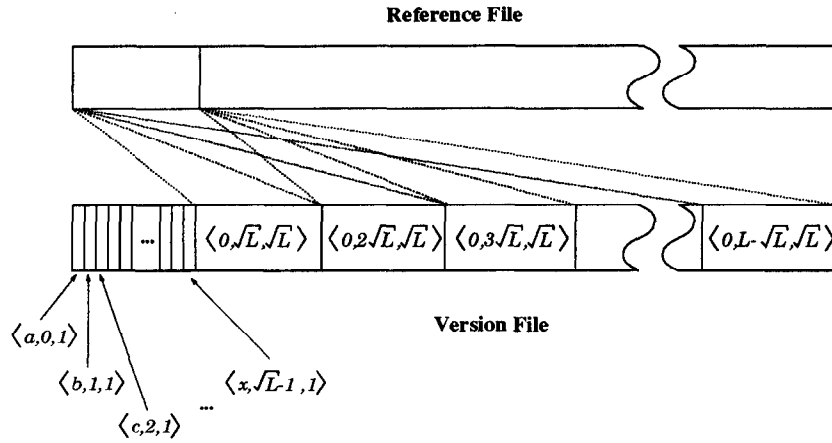 Reference File
...
⟨0,√L,√L⟩ ⟨0,2√L,√L⟩ ⟨0,3√L,√L⟩ ⟨0,L-√L,√L⟩
Version File
⟨a,0,1⟩
⟨b,1,1⟩
⟨c,2,1⟩
...
⟨x,√L-1,1⟩